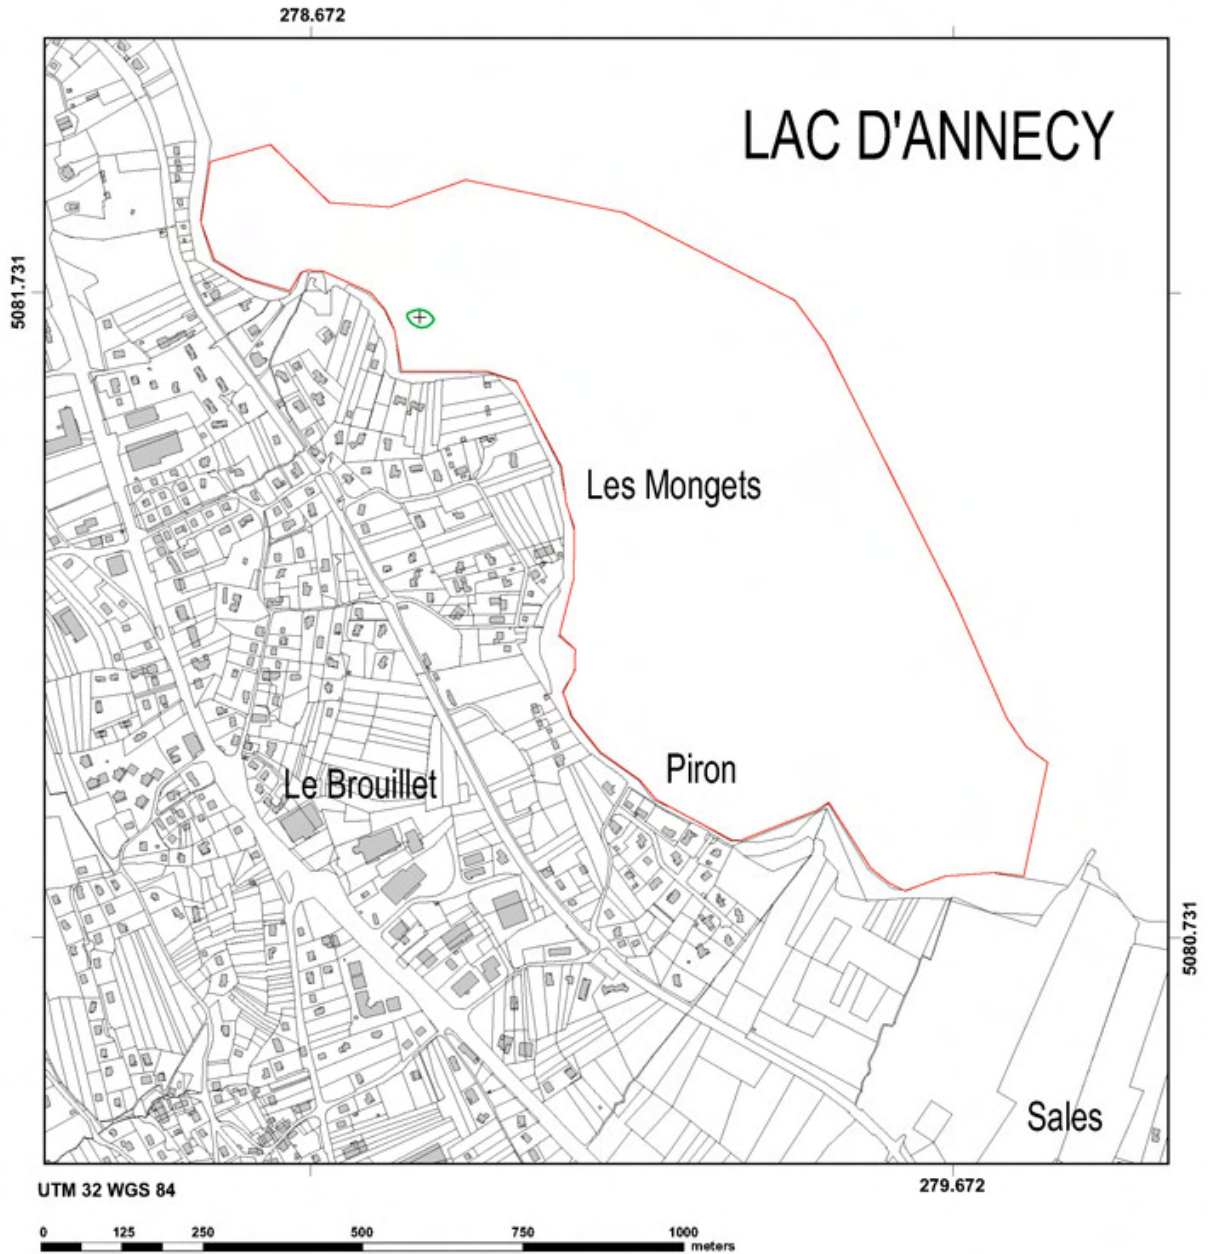 278.672
LAC D'ANNECY
5081.731
Les Mongets
Piron
Le Brouillet
5080.731
Sales
UTM 32 WGS 84
279.672
0 125 250 500 750 1000
meters